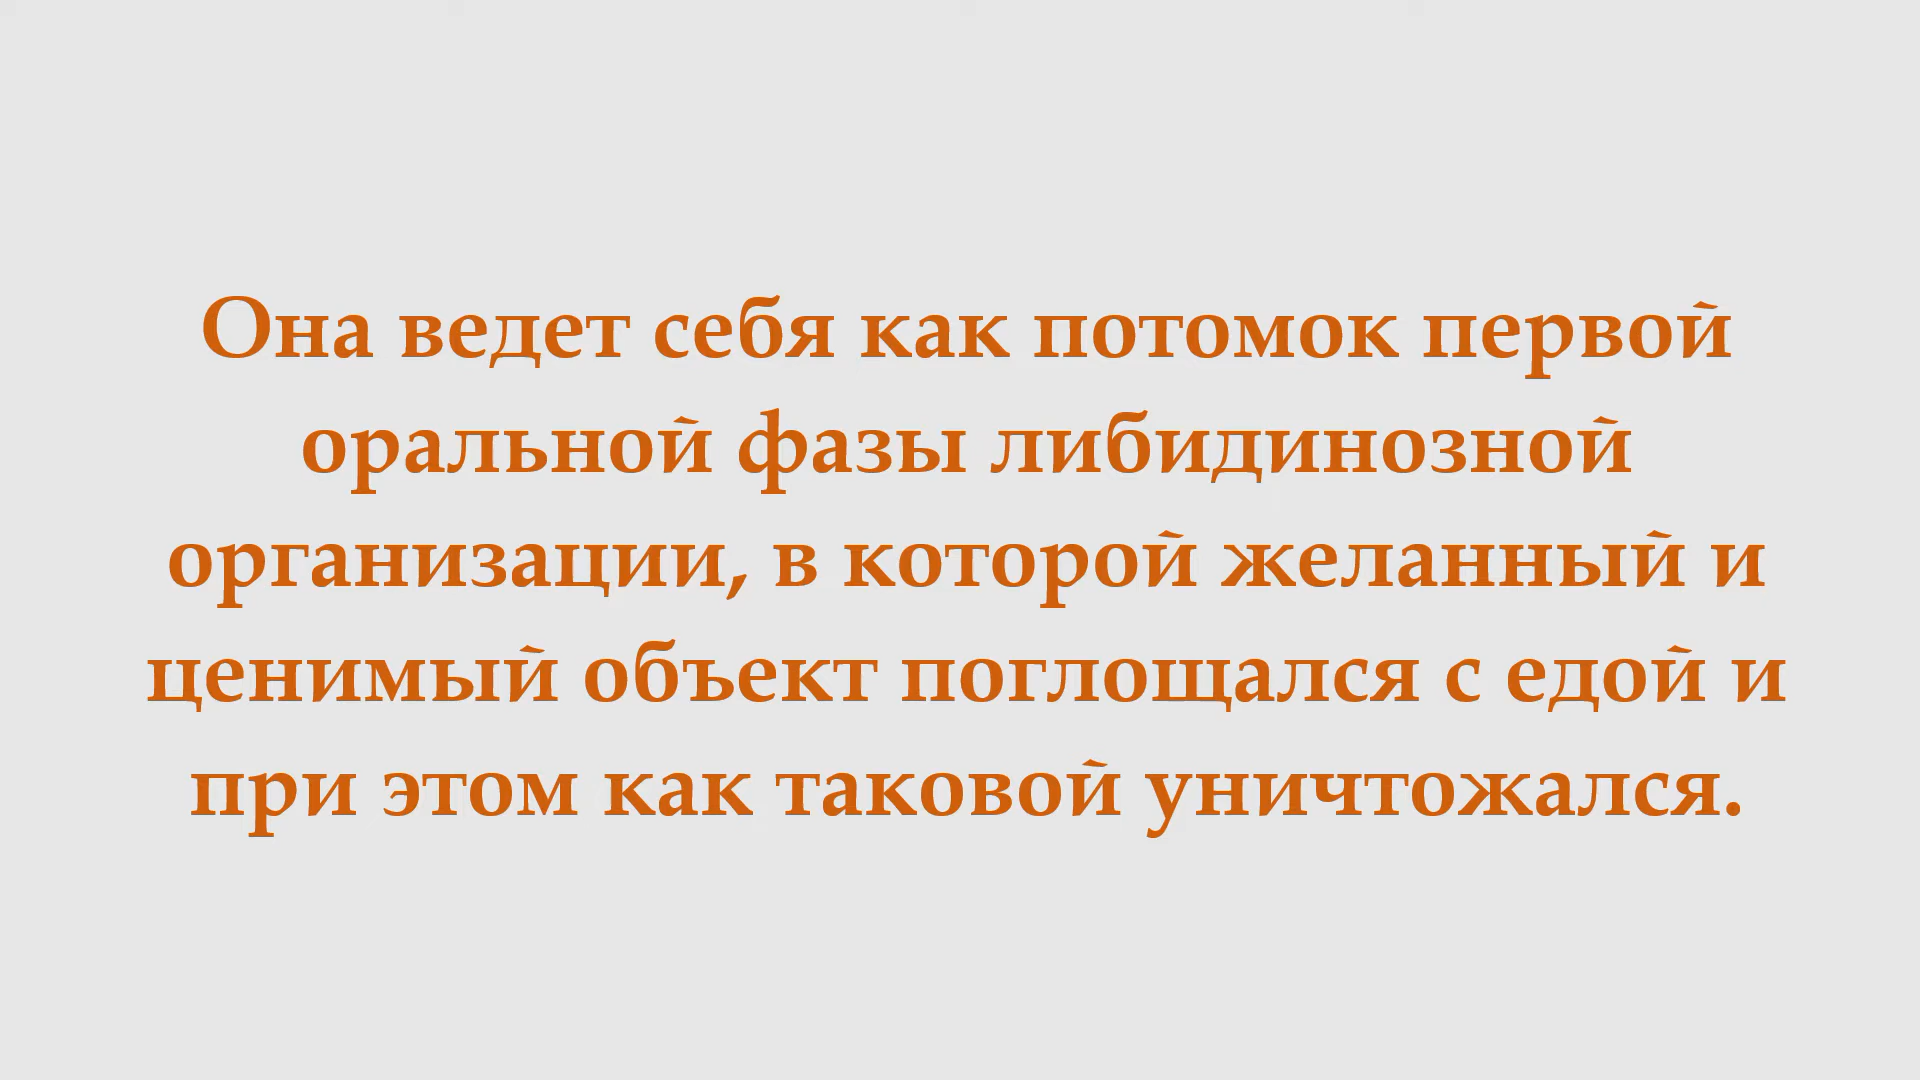 Она ведет себя как потомок первой
оральной фазы либидинозной
организации, в которой желанный и
ценимый объект поглощался с едой и
при этом как таковой уничтожался.